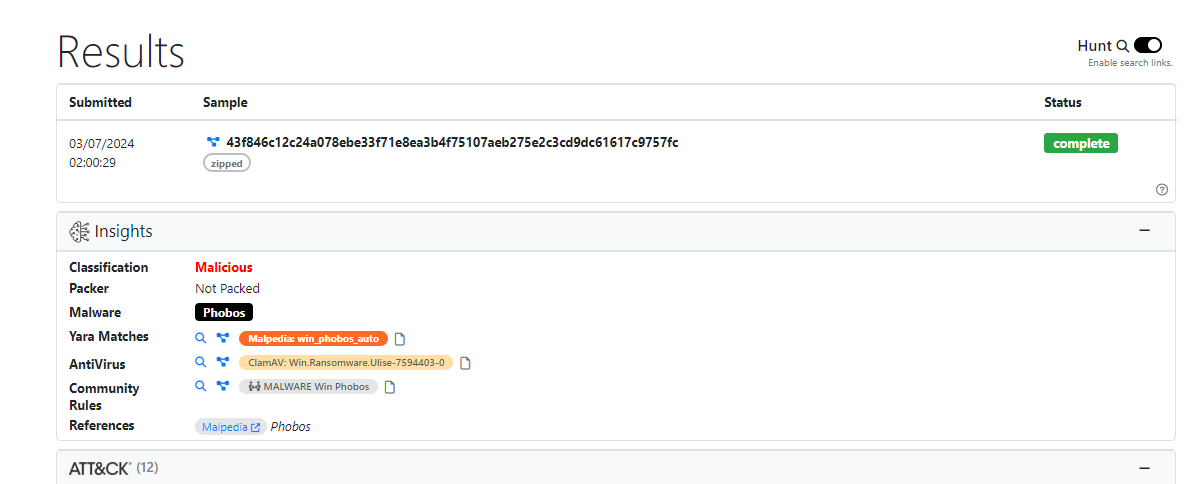 Results
Hunt
Enable search links.
Submitted Sample Status
03/07/2024 02:00:29
43f846c12c24a078ebe33f71e8ea3b4f75107aeb275e2c3cd9dc61617c9757fc
zipped
complete
Insights
Classification Malicious
Packer Not Packed
Malware Phobos
Yara Matches Malpedia: win_phobos_auto
AntiVirus ClamAV: Win.Ransomware.Ulise-7594403-0
Community Rules MALWARE Win Phobos
References Malpedia Phobos
ATT&CK® (12)